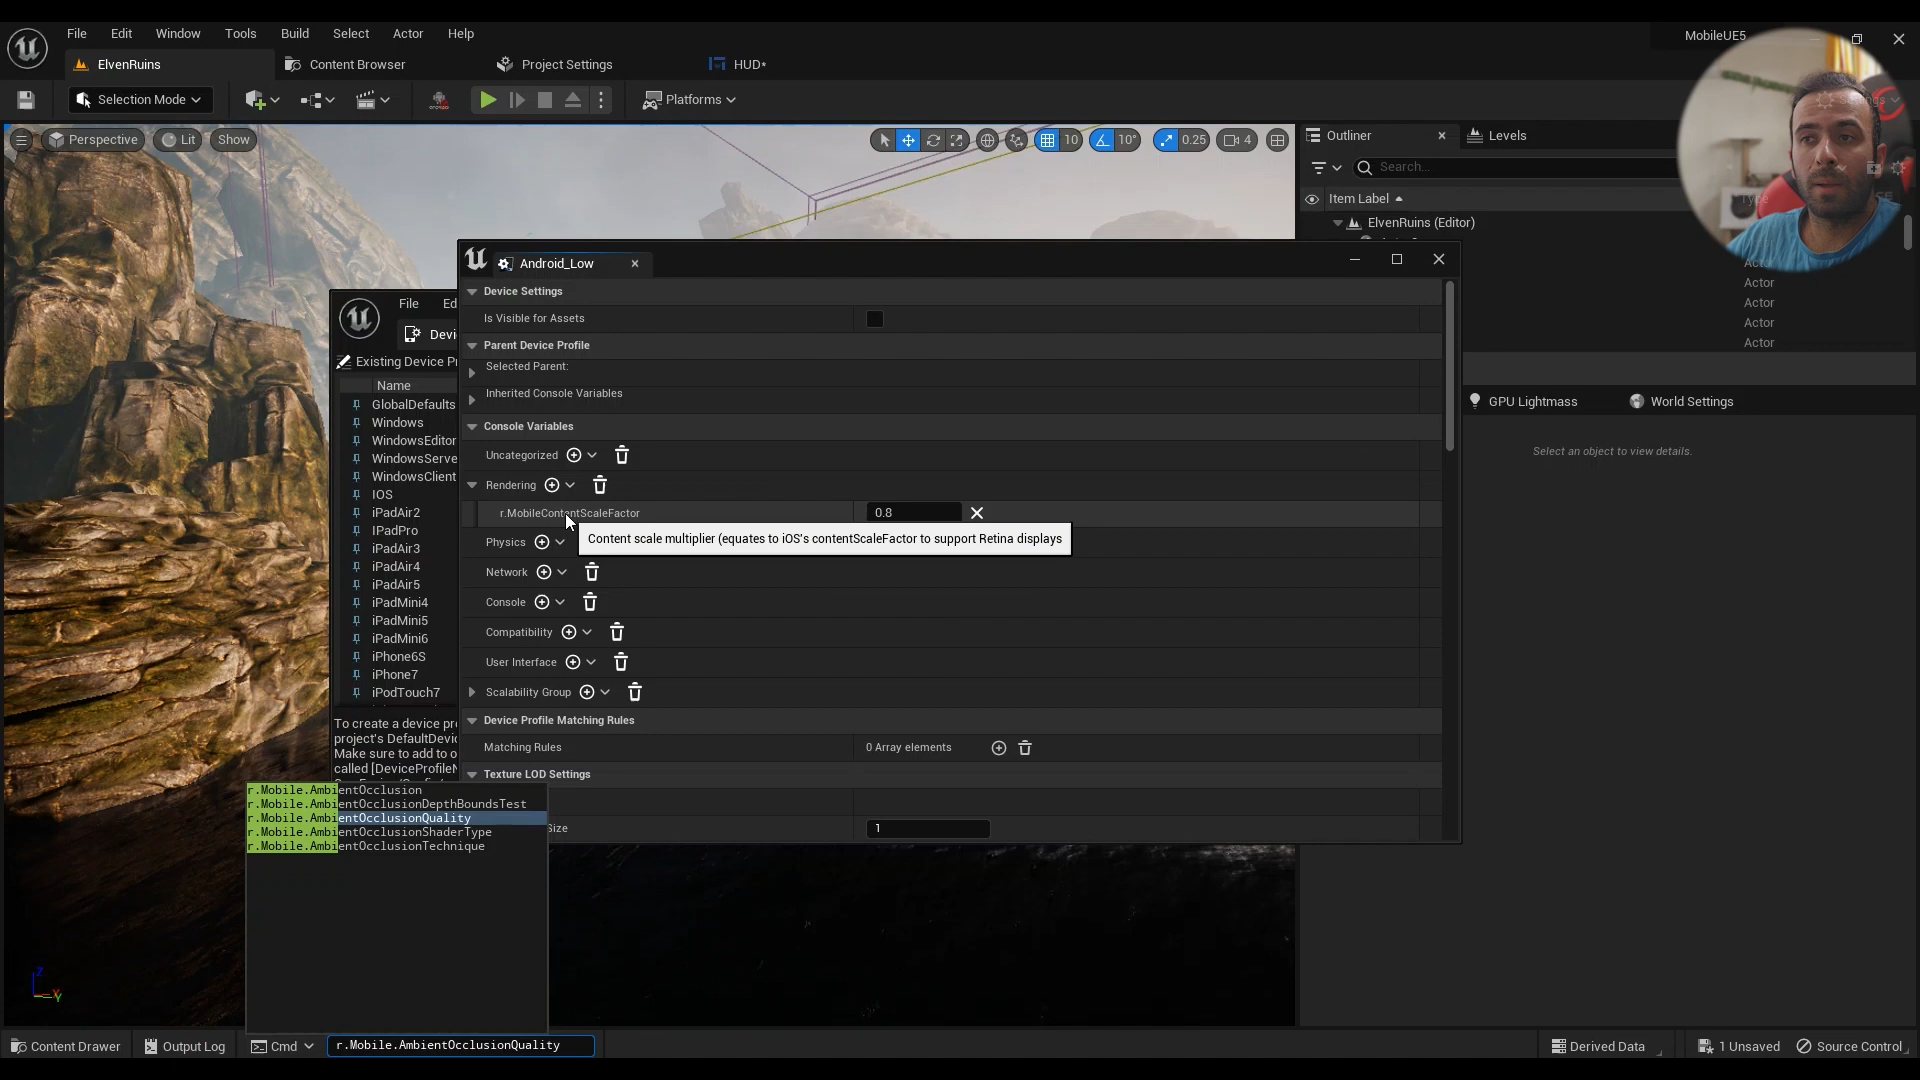 File Edit Window Tools Build Select Actor Help
MobileUE5
ElvenRuins Content Browser Project Settings HUD*
Selection Mode Platforms
Perspective Lit Show 10 10° 0.25 4
Outliner Levels
Search...
Item Label
ElvenRuins (Editor)
Actor
Actor
Actor
Actor
Actor
GPU Lightmass World Settings
Select an object to view details.
File
Existing Device P
Name
GlobalDefaults
Windows
WindowsEditor
WindowsServe
WindowsClient
IOS
iPadAir2
IPadPro
iPadAir3
iPadAir4
iPadAir5
iPadMini4
iPadMini5
iPadMini6
iPhone6S
iPhone7
iPodTouch7
To create a device pr
project's DefaultDevic
Make sure to add to o
called [DeviceProfileN
Android_Low
Device Settings
Is Visible for Assets
Parent Device Profile
Selected Parent:
Inherited Console Variables
Console Variables
Uncategorized
Rendering
r.MobileContentScaleFactor 0.8
Content scale multiplier (equates to iOS's contentScaleFactor to support Retina displays
Physics
Network
Console
Compatibility
User Interface
Scalability Group
Device Profile Matching Rules
Matching Rules 0 Array elements
Texture LOD Settings
Size 1
r.Mobile.AmbientOcclusion
r.Mobile.AmbientOcclusionDepthBoundsTest
r.Mobile.AmbientOcclusionQuality
r.Mobile.AmbientOcclusionShaderType
r.Mobile.AmbientOcclusionTechnique
Content Drawer Output Log Cmd r.Mobile.AmbientOcclusionQuality Derived Data 1 Unsaved Source Control